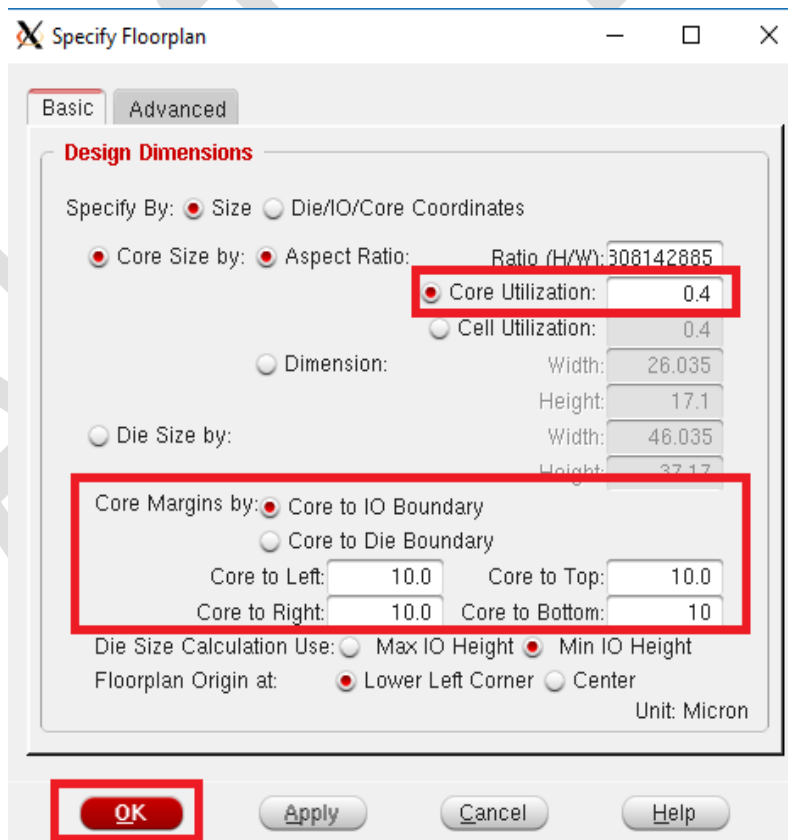 Specify Floorplan
Basic Advanced
Design Dimensions
Specify By: Size Die/IO/Core Coordinates
Core Size by: Aspect Ratio: Ratio (H/W): 308142885
Core Utilization: 0.4
Cell Utilization: 0.4
Dimension: Width: 26.035
Height: 17.1
Die Size by: Width: 46.035
Height: 37.17
Core Margins by: Core to IO Boundary
Core to Die Boundary
Core to Left: 10.0 Core to Top: 10.0
Core to Right: 10.0 Core to Bottom: 10
Die Size Calculation Use: Max IO Height Min IO Height
Floorplan Origin at: Lower Left Corner Center
Unit: Micron
OK Apply Cancel Help